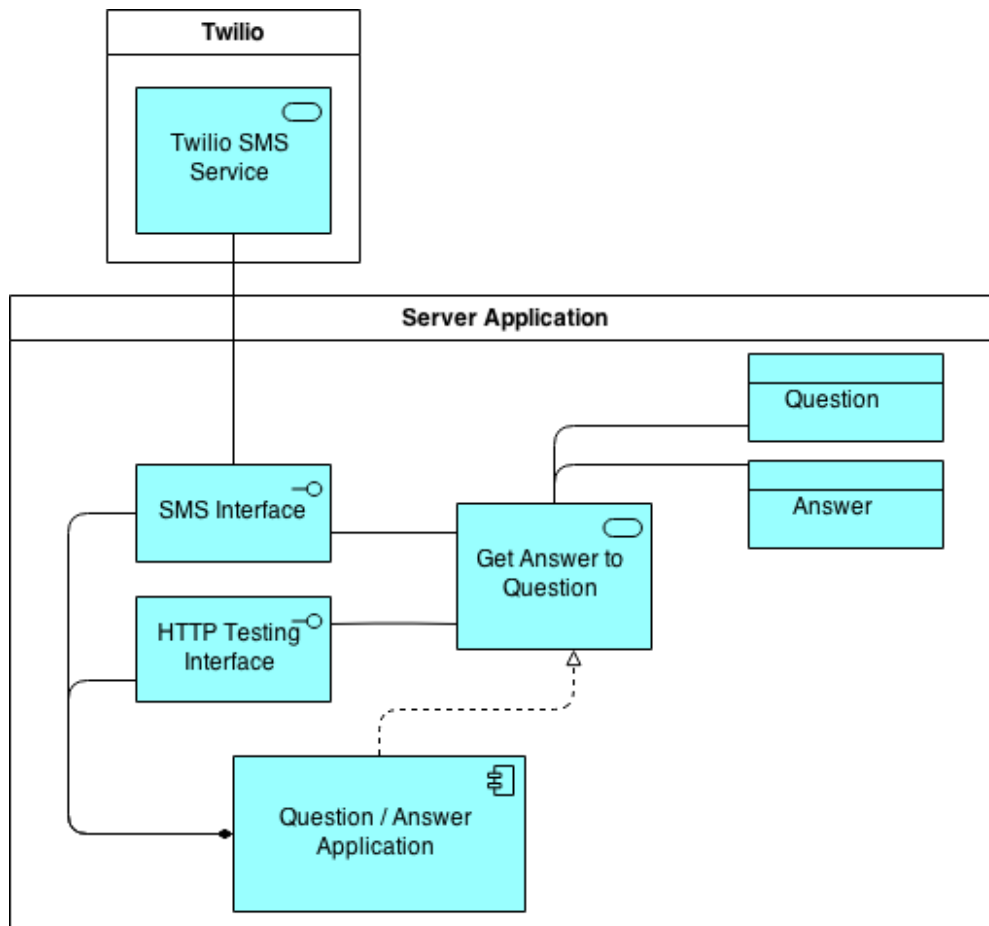 Twilio
Twilio SMS
Service
Server Application
Question
Answer
SMS Interface
Get Answer to
Question
HTTP Testing
Interface
Question / Answer
Application